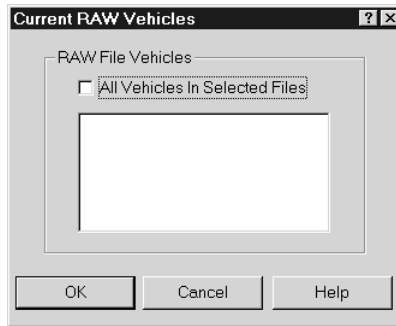 Current RAW Vehicles
RAW File Vehicles
All Vehicles In Selected Files
OK Cancel Help